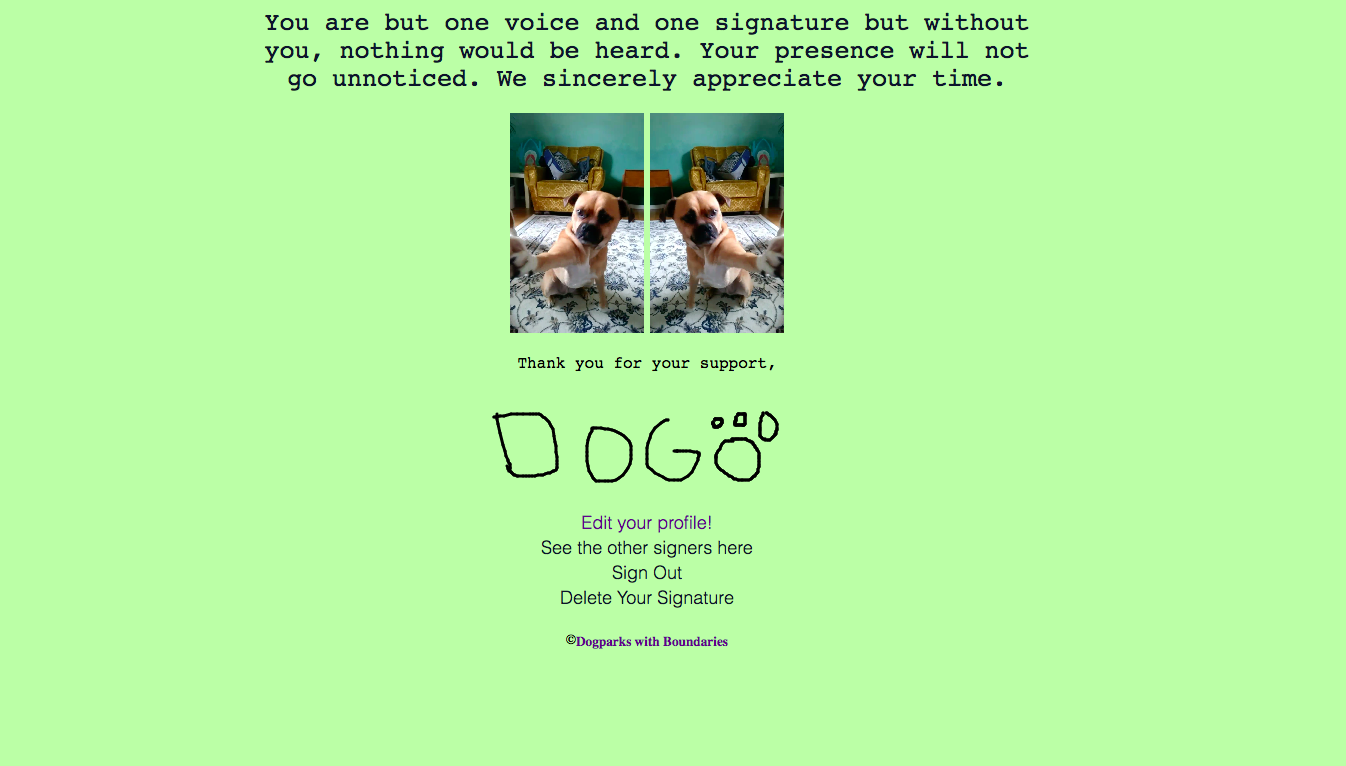 You are but one voice and one signature but without
you, nothing would be heard. Your presence will not
go unnoticed. We sincerely appreciate your time.
Thank you for your support,
DOGO
Edit your profile!
See the other signers here
Sign Out
Delete Your Signature
©Dogparks with Boundaries